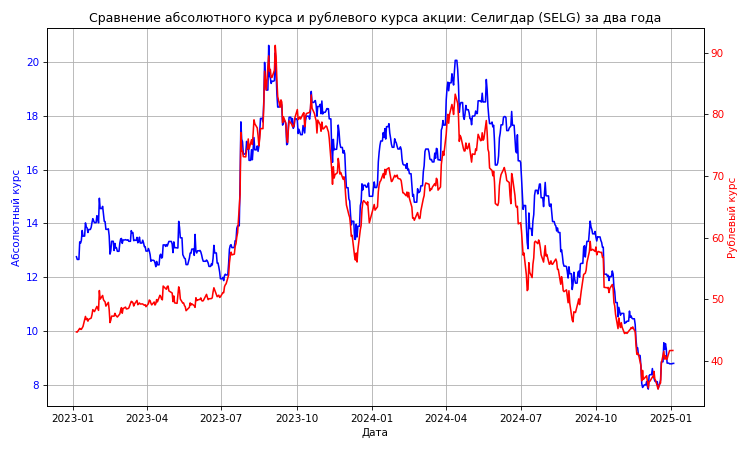 Сравнение абсолютного курса и рублевого курса акции: Селигдар (SELG) за два года
20
18
16
14
12
10
8
Абсолютный курс
90
80
70
60
50
40
Рублевый курс
2023-01 2023-04 2023-07 2023-10 2024-01 2024-04 2024-07 2024-10 2025-01
Дата